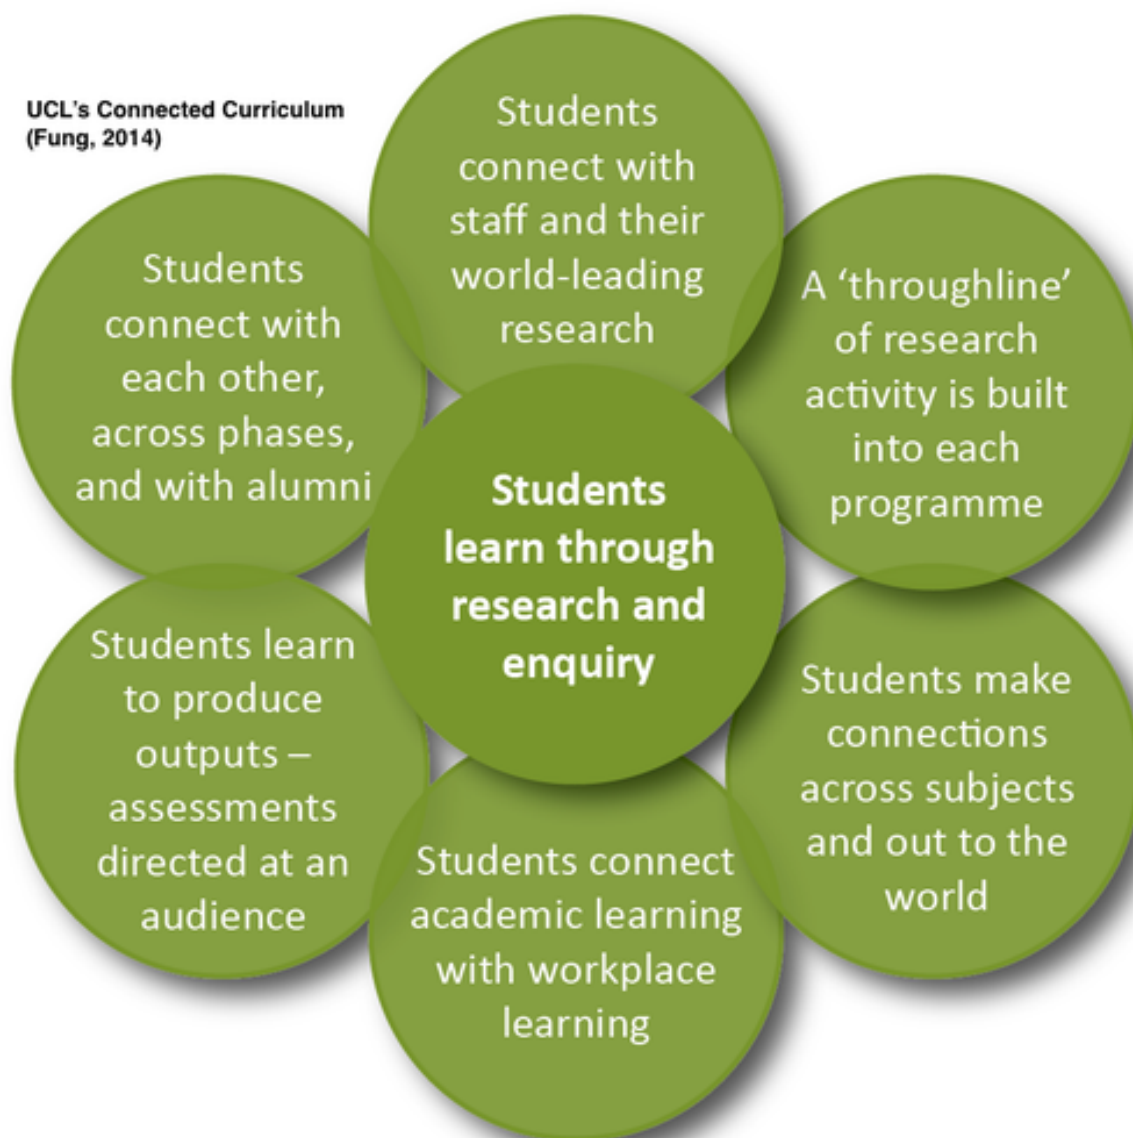 UCL's Connected Curriculum
(Fung, 2014)
Students
connect with
staff and their
world-leading
research
A ‘throughline’
of research
activity is built
into each
programme
Students make
connections
across subjects
and out to the
world
Students connect
academic learning
with workplace
learning
Students learn
to produce
outputs –
assessments
directed at an
audience
Students
connect with
each other,
across phases,
and with alumni
Students
learn through
research and
enquiry